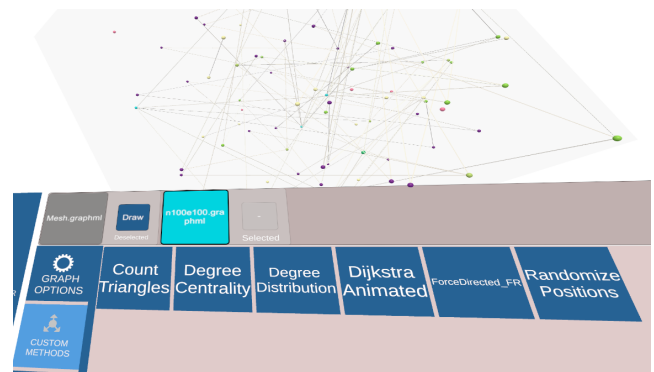 Mesh.graphml
Draw
Deselected
n100e100.gra
phml
-
Selected
GRAPH
OPTIONS
Count
Triangles
Degree
Centrality
Degree
Distribution
Dijkstra
Animated
ForceDirected_FR
Randomize
Positions
CUSTOM
METHODS